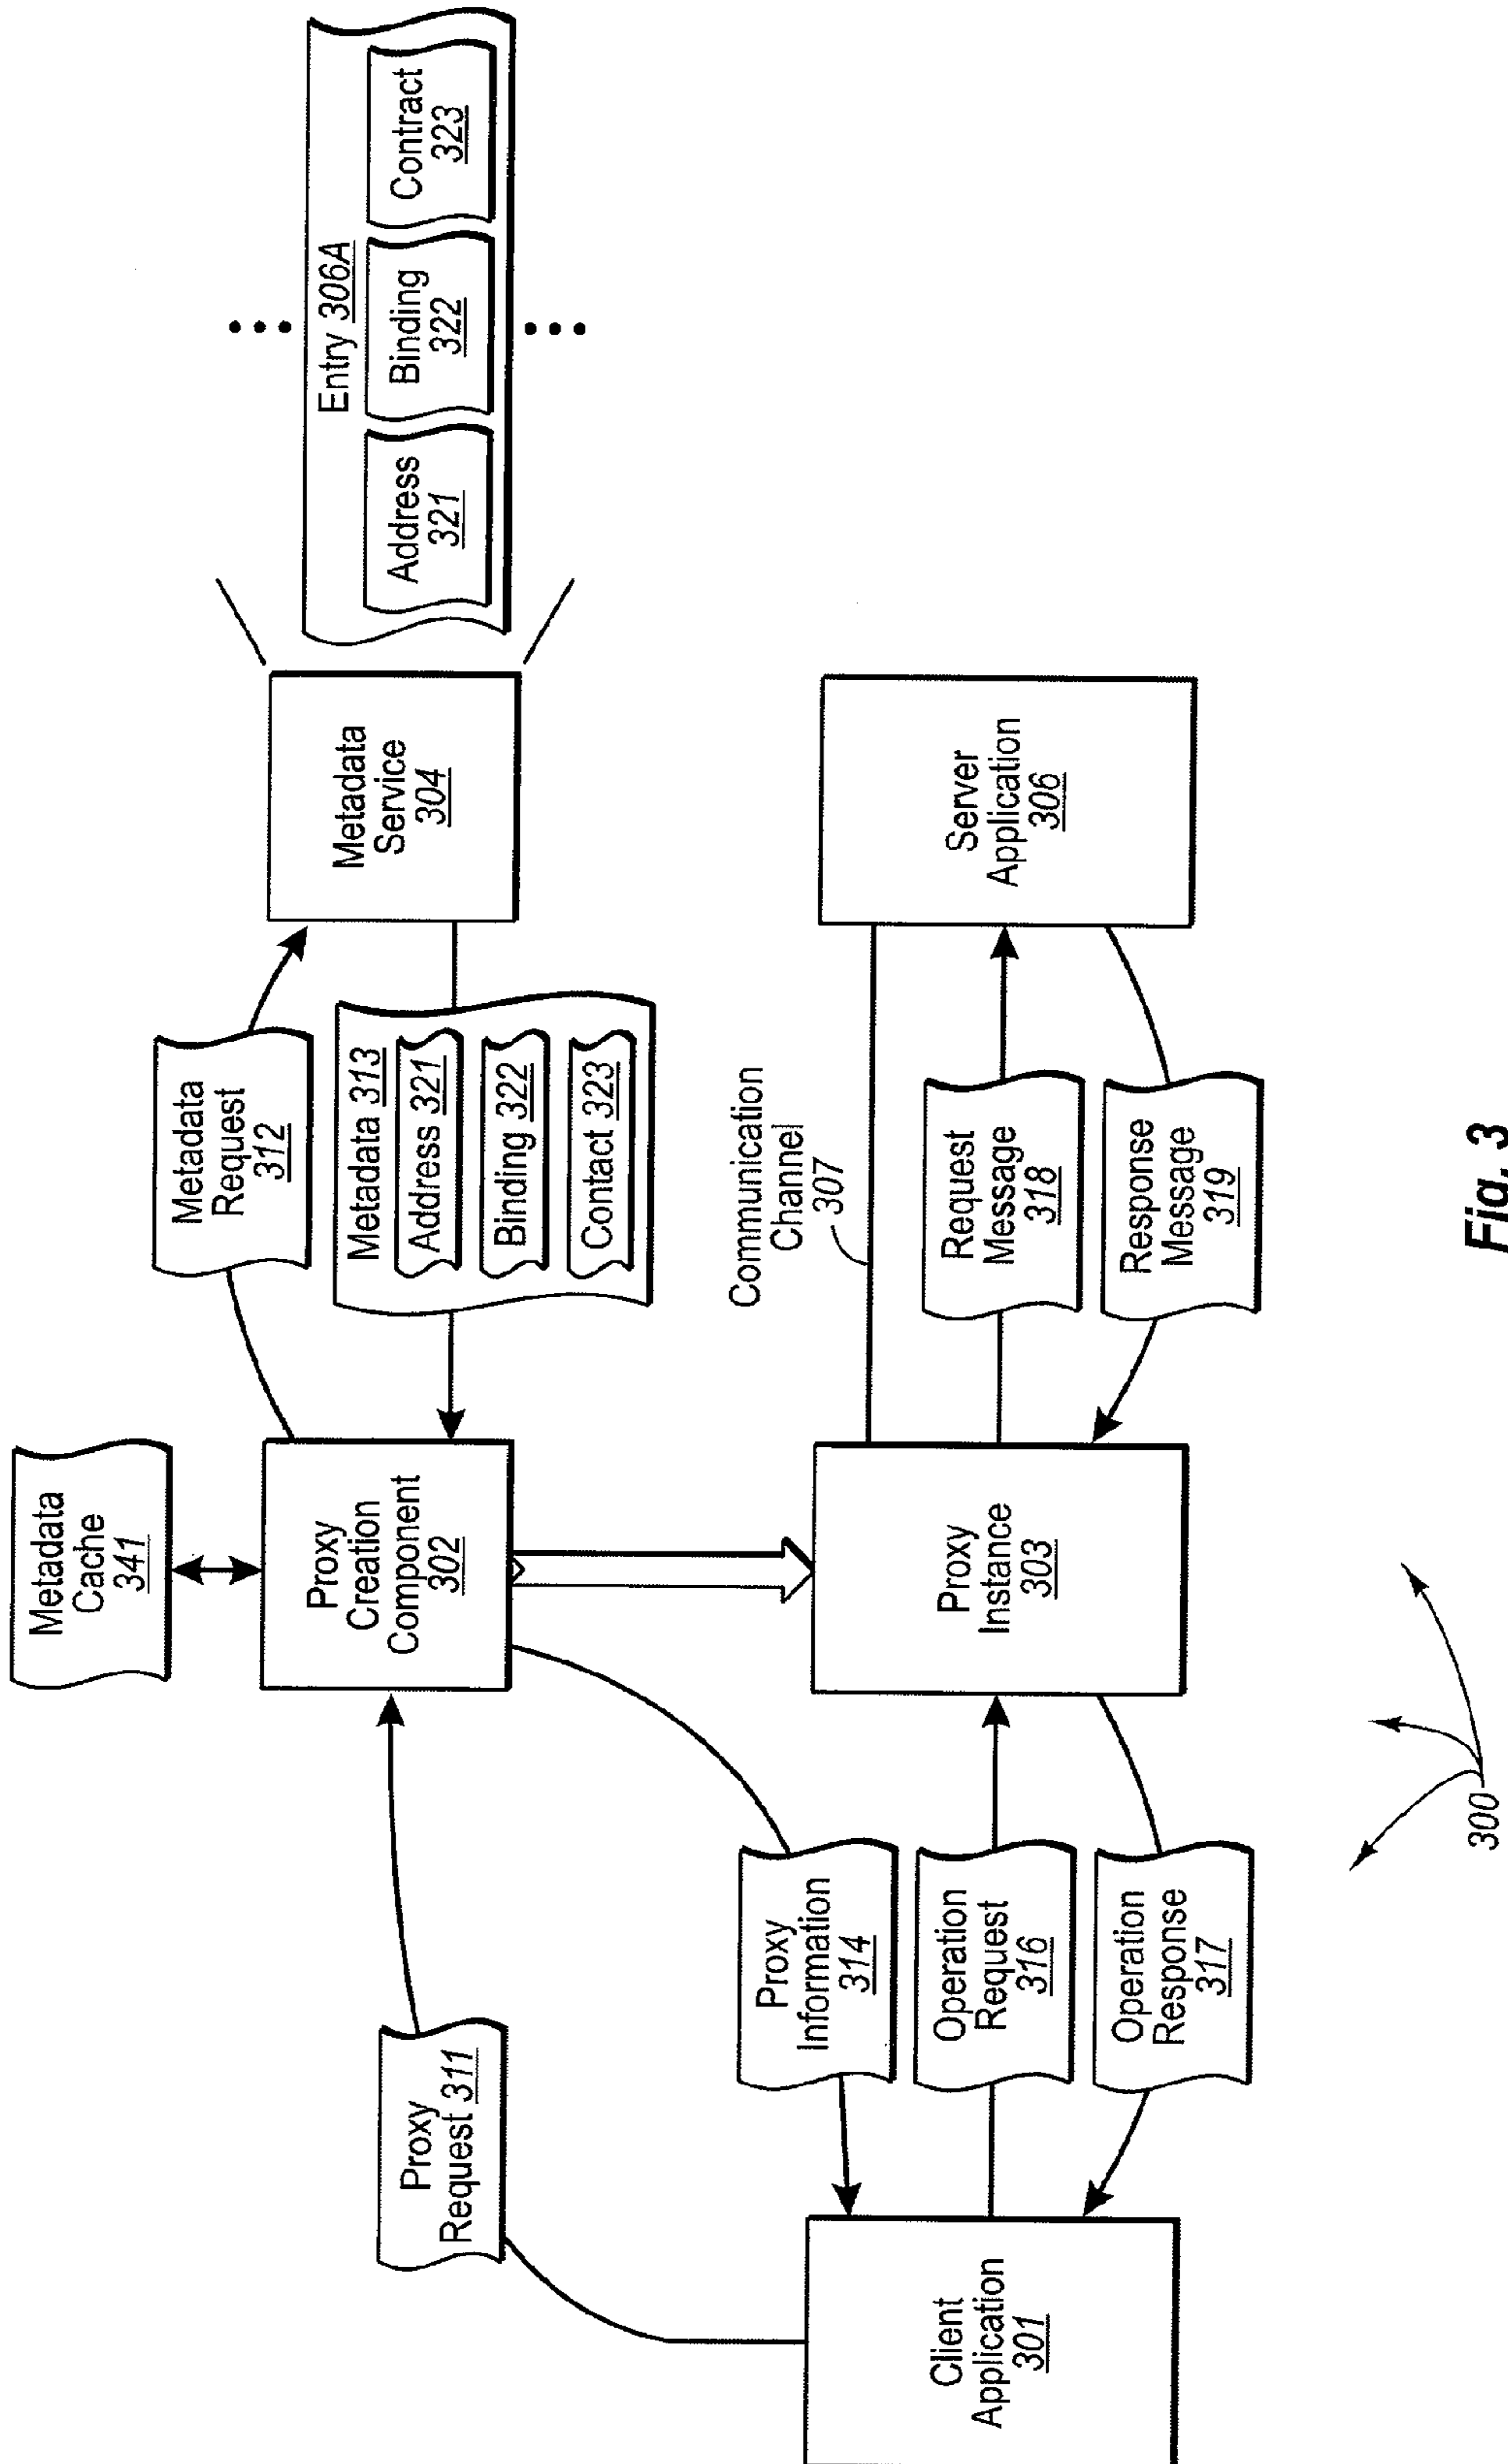 Metadata
Cache
341
Metadata
Request
312
Entry 306A
Address
321
Binding
322
Contract
323
Proxy
Request 311
Proxy
Creation
Component
302
Metadata 313
Address 321
Binding 322
Contact 323
Metadata
Service
304
Communication
Channel
307
Proxy
Information
314
Client
Application
301
Operation
Request
316
Operation
Response
317
Proxy
Instance
303
Request
Message
318
Response
Message
319
Server
Application
306
300
Fig. 3